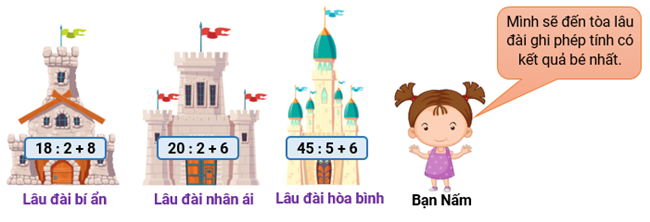 Mình sẽ đến tòa lâu
đài ghi phép tính có
kết quả bé nhất.
18 : 2 + 8
20 : 2 + 6
45 : 5 + 6
Lâu đài bí ẩn
Lâu đài nhân ái
Lâu đài hòa bình
Bạn Nấm